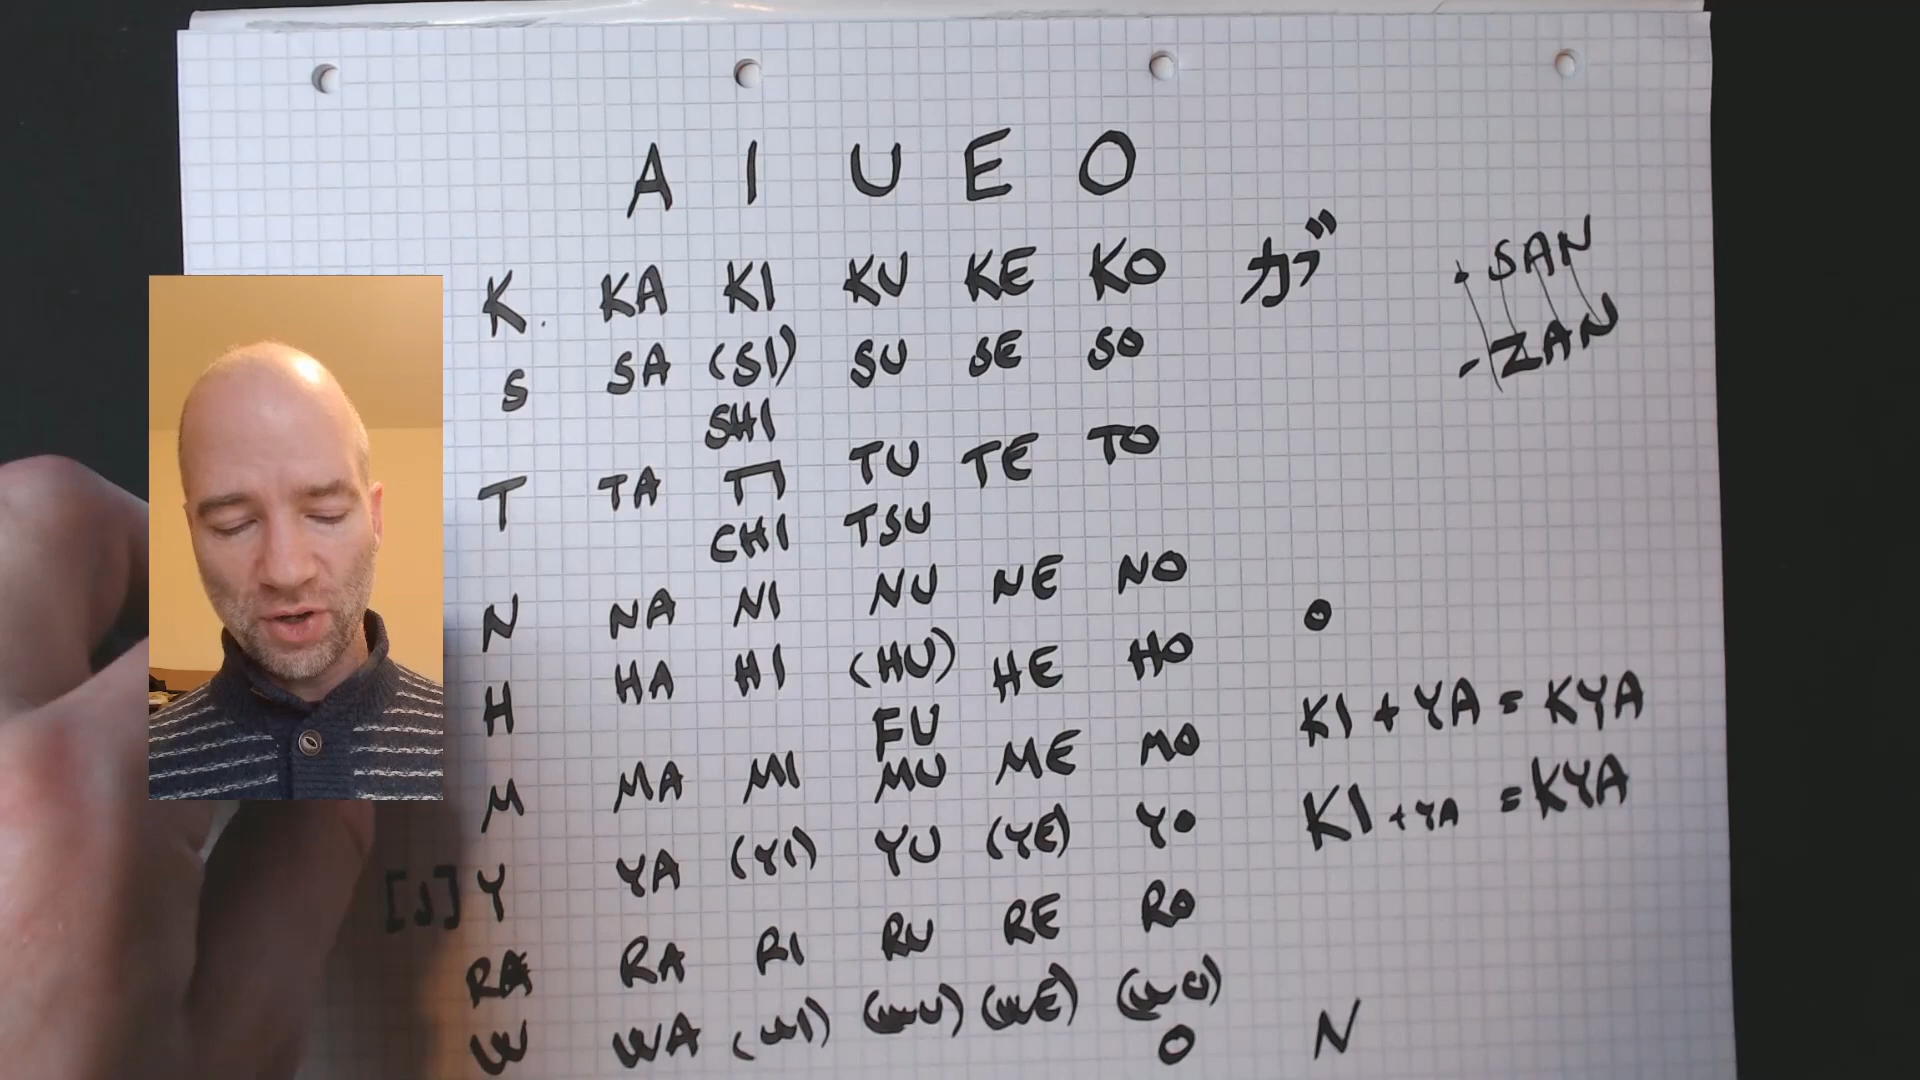 A I U E O
K KA KI KU KE KO カ"
· SAN
- ZAN
S SA (SI) SU SE SO
SHI
T TA TI TU TE TO
CHI TSU
N NA NI NU NE NO
H HA HI (HU) HE HO
FU
M MA MI MU ME MO
[J] Y YA (YI) YU (YE) YO
RA RA RI RU RE RO
W WA (WI) (WU) (WE) (WO)
O N
KI + YA = KYA
KI + YA = KYA